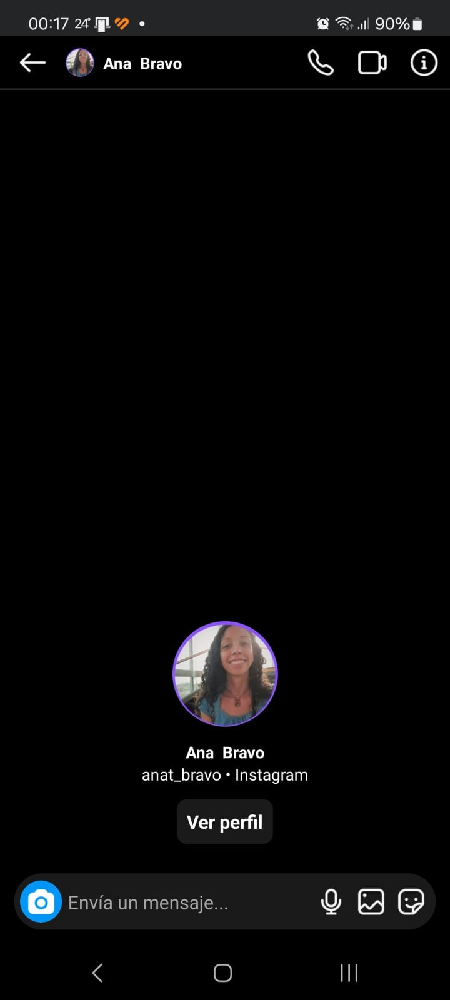 00:17 24° 90%
Ana Bravo
Ana Bravo
anat_bravo • Instagram
Ver perfil
Envía un mensaje...